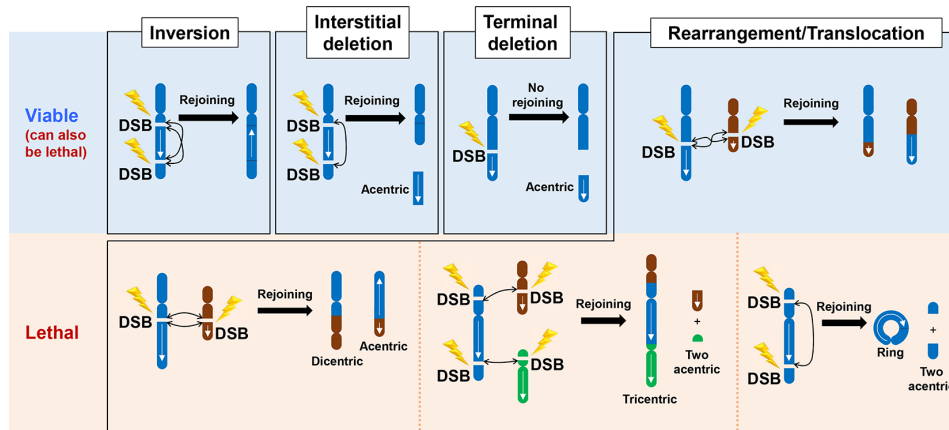 Inversion
Interstitial
deletion
Terminal
deletion
Rearrangement/Translocation
Viable
(can also
be lethal)
DSB
DSB
Rejoining
DSB
DSB
Rejoining
Acentric
DSB
No
rejoining
Acentric
DSB
DSB
Rejoining
Lethal
DSB
DSB
Rejoining
Dicentric
Acentric
DSB
DSB
DSB
DSB
Rejoining
Tricentric
+
Two
acentric
DSB
DSB
Rejoining
Ring
+
Two
acentric